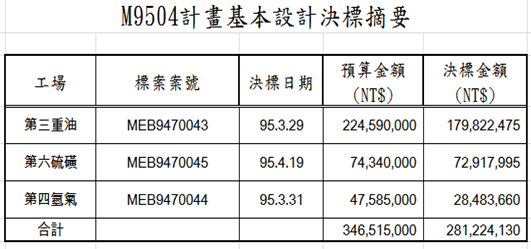 M9504計畫基本設計決標摘要
工場 標案案號 決標日期 預算金額 (NT$) 決標金額 (NT$)
第三重油 MEB9470043 95.3.29 224,590,000 179,822,475
第六硫磺 MEB9470045 95.4.19 74,340,000 72,917,995
第四氫氣 MEB9470044 95.3.31 47,585,000 28,483,660
合計 346,515,000 281,224,130